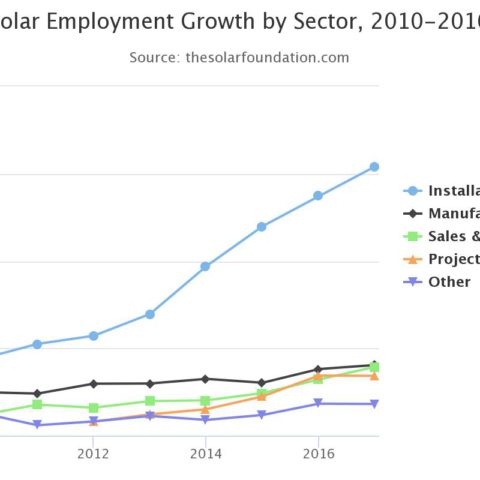 olar Employment Growth by Sector, 2010-201
Source: thesolarfoundation.com
Installa
Manufa
Sales &
Project
Other
2012
2014
2016